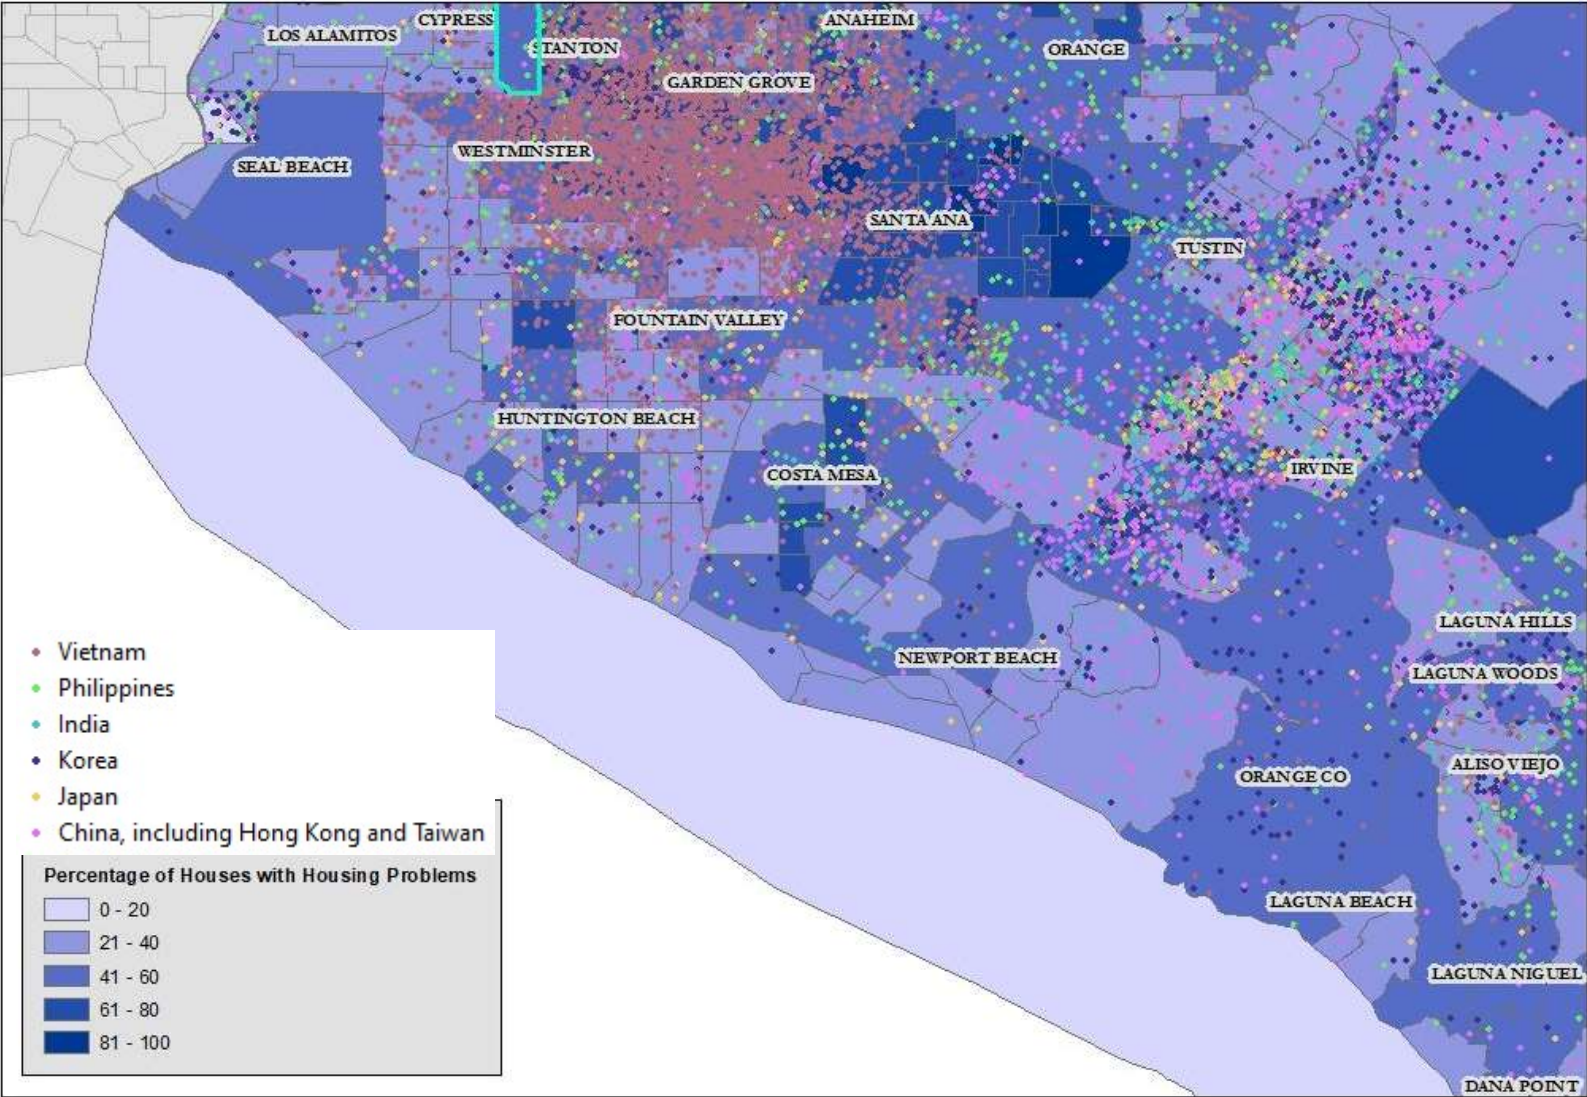 CYPRESS
ANAHEIM
LOS ALAMITOS
STANTON
ORANGE
GARDEN GROVE
WESTMINSTER
SEAL BEACH
SANTA ANA
TUSTIN
FOUNTAIN VALLEY
HUNTINGTON BEACH
IRVINE
COSTA MESA
LAGUNA HILLS
NEWPORT BEACH
LAGUNA WOODS
ALISO VIEJO
ORANGE CO
LAGUNA BEACH
LAGUNA NIGUEL
DANA POINT
Vietnam
Philippines
India
Korea
Japan
China, including Hong Kong and Taiwan
Percentage of Houses with Housing Problems
0 - 20
21 - 40
41 - 60
61 - 80
81 - 100